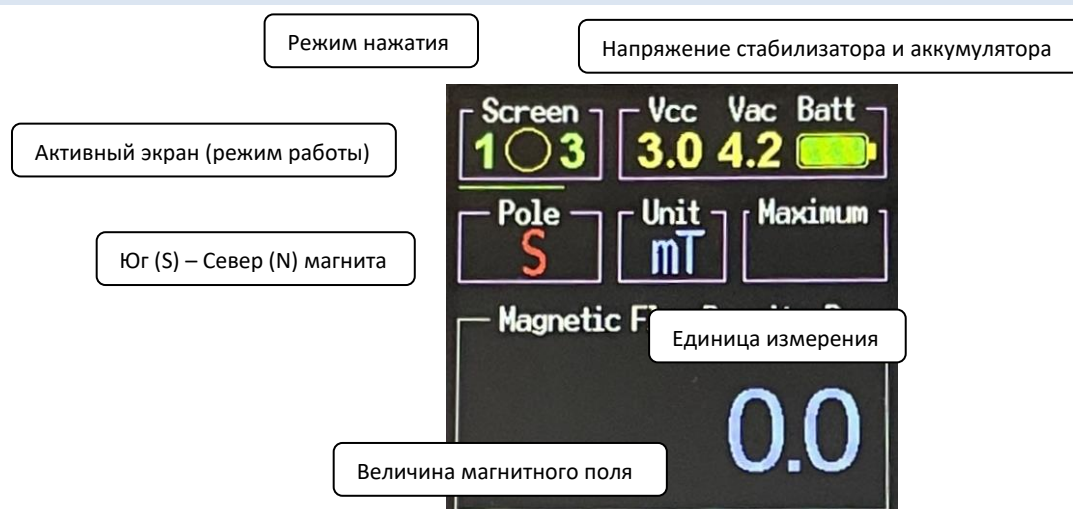 Режим нажатия
Напряжение стабилизатора и аккумулятора
Screen
Vcc Vac Batt
1 3
3.0 4.2
Активный экран (режим работы)
Pole
Unit
Maximum
S
mT
Юг (S) – Север (N) магнита
Magnetic
Единица измерения
0.0
Величина магнитного поля